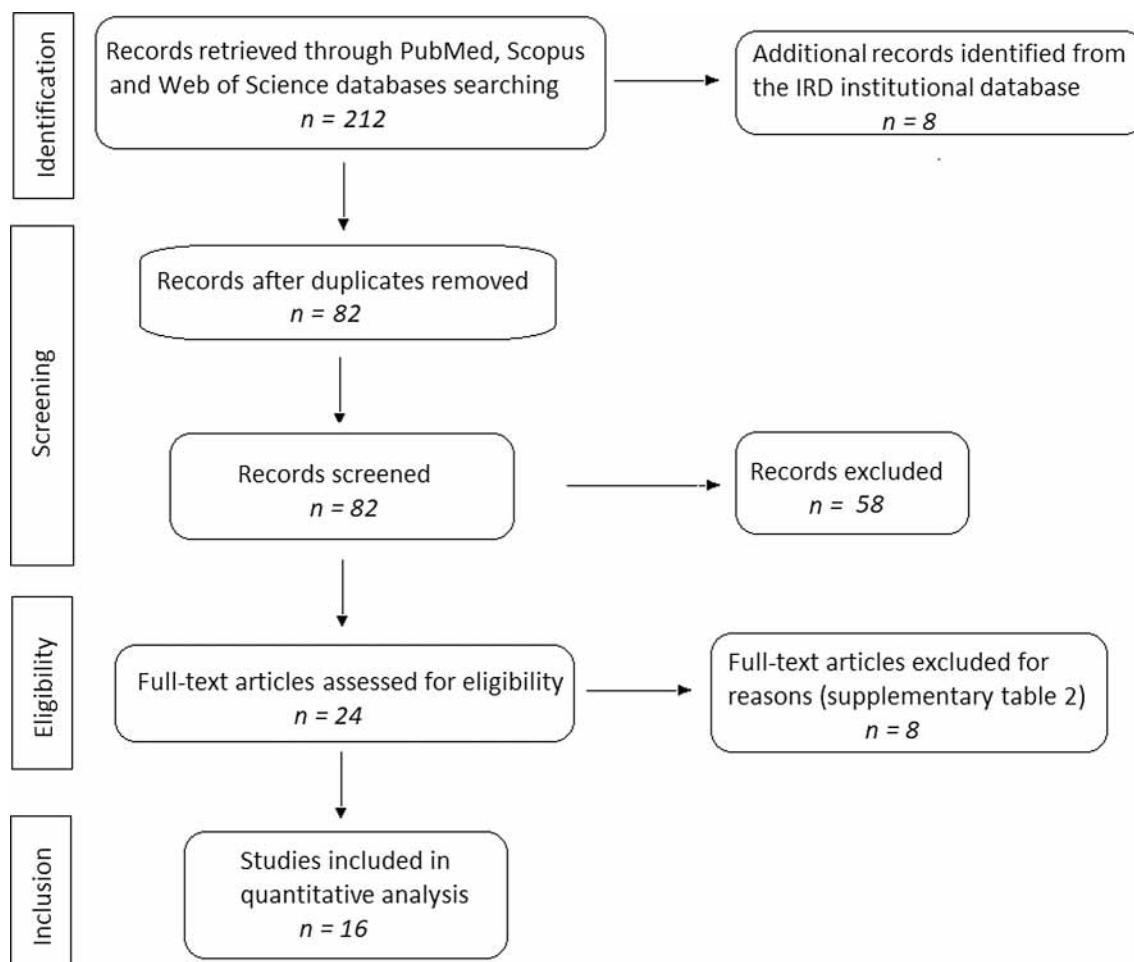 Identification
Records retrieved through PubMed, Scopus
and Web of Science databases searching
n = 212
Additional records identified from
the IRD institutional database
n = 8
Screening
Records after duplicates removed
n = 82
Records screened
n = 82
Records excluded
n = 58
Eligibility
Full-text articles assessed for eligibility
n = 24
Full-text articles excluded for
reasons (supplementary table 2)
n = 8
Inclusion
Studies included in
quantitative analysis
n = 16